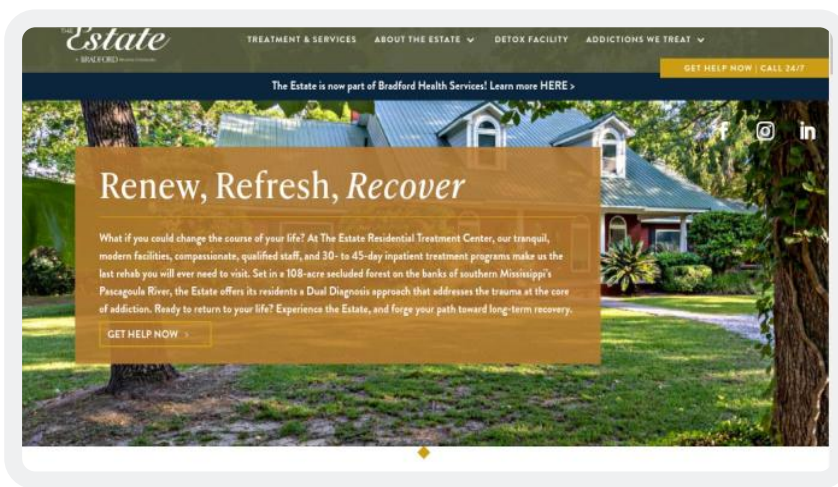 THE
Estate
BRADFORD
TREATMENT & SERVICES ABOUT THE ESTATE DETOX FACILITY ADDICTIONS WE TREAT
GET HELP NOW | CALL 24/7
The Estate is now part of Bradford Health Services! Learn more HERE >
f in
Renew, Refresh, Recover
What if you could change the course of your life? At The Estate Residential Treatment Center, our tranquil,
modern facilities, compassionate, qualified staff, and 30- to 45-day inpatient treatment programs make us the
last rehab you will ever need to visit. Set in a 108-acre secluded forest on the banks of southern Mississippi's
Pascagoula River, the Estate offers its residents a Dual Diagnosis approach that addresses the trauma at the core
of addiction. Ready to return to your life? Experience the Estate, and forge your path toward long-term recovery.
GET HELP NOW >